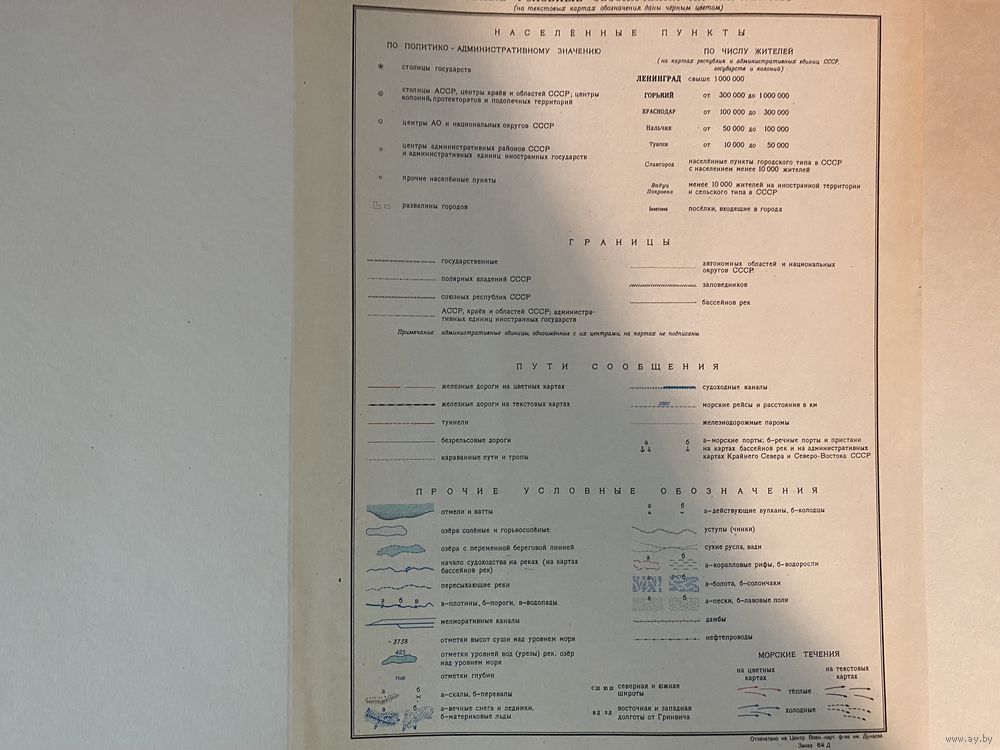 (на текстовых картах обозначения даны чёрным цветом)
НАСЕЛЁННЫЕ ПУНКТЫ
ПО ПОЛИТИКО-АДМИНИСТРАТИВНОМУ ЗНАЧЕНИЮ
столицы государств
столицы АССР, центры краёв и областей СССР; центры
колоний, протекторатов и подопечных территорий
центры АО и национальных округов СССР
центры административных районов СССР
и административных единиц иностранных государств
прочие населённые пункты
развалины городов
ПО ЧИСЛУ ЖИТЕЛЕЙ
(на картах республик и административных единиц СССР,
государств и колоний)
ЛЕНИНГРАД свыше 1 000 000
ГОРЬКИЙ от 300 000 до 1 000 000
КРАСНОДАР от 100 000 до 300 000
Нальчик от 50 000 до 100 000
Туапсе от 10 000 до 50 000
Славгород населённые пункты городского типа в СССР
с населением менее 10 000 жителей
Вадуц менее 10 000 жителей на иностранной территории
Покровка и сельского типа в СССР
посёлки, входящие в города
ГРАНИЦЫ
государственные
полярных владений СССР
союзных республик СССР
АССР, краёв и областей СССР; администра-
тивных единиц иностранных государств
автономных областей и национальных
округов СССР
заповедников
бассейнов рек
Примечание: административные единицы, одноимённые с их центрами, на картах не подписаны
ПУТИ СООБЩЕНИЯ
железные дороги на цветных картах
железные дороги на текстовых картах
туннели
безрельсовые дороги
караванные пути и тропы
судоходные каналы
морские рейсы и расстояния в км
железнодорожные паромы
а б
а-морские порты; б-речные порты и пристани
на картах бассейнов рек и на административных
картах Крайнего Севера и Северо-Востока СССР
ПРОЧИЕ УСЛОВНЫЕ ОБОЗНАЧЕНИЯ
отмели и ватты
озёра солёные и горькосолёные
озёра с переменной береговой линией
начало судоходства на реках (на картах
бассейнов рек)
пересыхающие реки
а б в
а-плотины, б-пороги, в-водопады
мелиоративные каналы
• 3738 отметки высот суши над уровнем моря
425 отметки уровней вод (урезы) рек, озёр
над уровнем моря
отметки глубин
а б
а-скалы, б-перевалы
а б
а-вечные снега и ледники,
б-материковые льды
а б
а-действующие вулканы, б-колодцы
уступы (чинки)
сухие русла, вади
а б
а-коралловые рифы, б-водоросли
а б
а-болота, б-солончаки
а б
а-пески, б-лавовые поля
дамбы
нефтепроводы
сш юш северная и южная
широты
вд зд восточная и западная
долготы от Гринвича
МОРСКИЕ ТЕЧЕНИЯ
на цветных
картах
на текстовых
картах
тёплые
холодные
Отпечатано на Центр. Воен.-карт. ф-ке им. Дунаева
Заказ 64 Д
www.ay.by